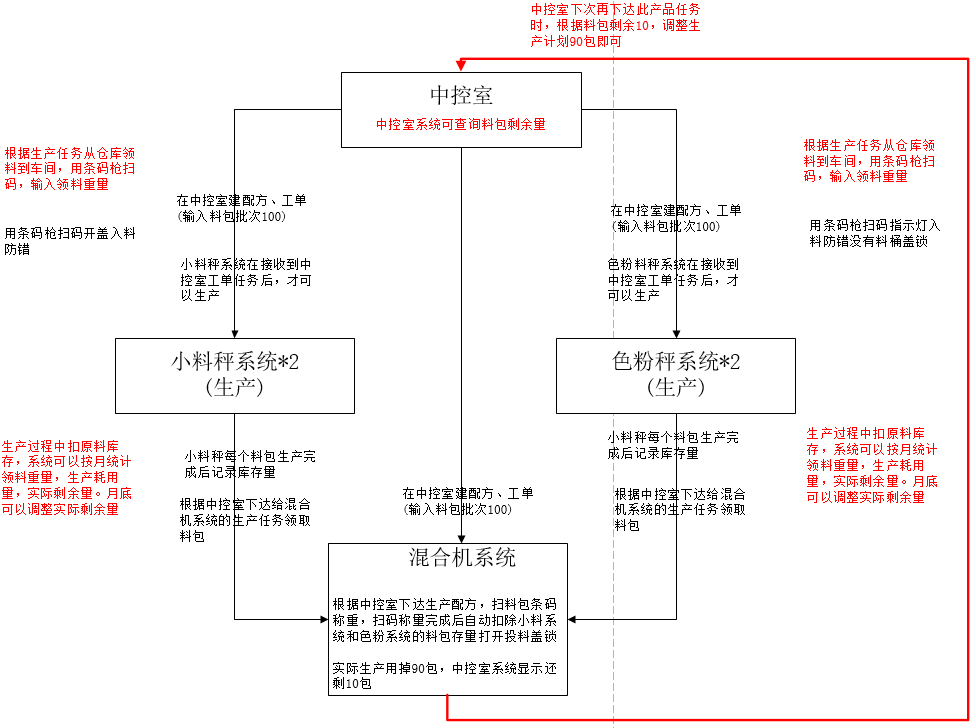 中控室下次再下达此产品任务
时，根据料包剩余10，调整生
产计划90包即可
中控室
中控室系统可查询料包剩余量
根据生产任务从仓库领
料到车间，用条码枪扫
码，输入领料重量
用条码枪扫码开盖入料
防错
在中控室建配方、工单
(输入料包批次100)
小料秤系统在接收到中
控室工单任务后，才可
以生产
在中控室建配方、工单
(输入料包批次100)
色粉料秤系统在接收到
中控室工单任务后，才
可以生产
根据生产任务从仓库领
料到车间，用条码枪扫
码，输入领料重量
用条码枪扫码指示灯入
料防错没有料桶盖锁
小料秤系统*2
(生产)
色粉秤系统*2
(生产)
生产过程中扣原料库
存，系统可以按月统计
领料重量，生产耗用
量，实际剩余量。月底
可以调整实际剩余量
小料秤每个料包生产完
成后记录库存量
根据中控室下达给混合
机系统的生产任务领取
料包
在中控室建配方、工单
(输入料包批次100)
小料秤每个料包生产完
成后记录库存量
根据中控室下达给混合
机系统的生产任务领取
料包
生产过程中扣原料库
存，系统可以按月统计
领料重量，生产耗用
量，实际剩余量。月底
可以调整实际剩余量
混合机系统
根据中控室下达生产配方，扫料包条码
称重，扫码称量完成后自动扣除小料系
统和色粉系统的料包存量打开投料盖锁
实际生产用掉90包，中控室系统显示还
剩10包